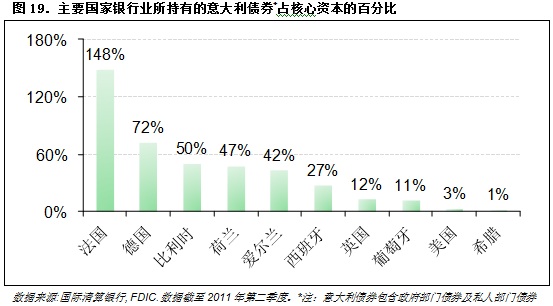 图 19. 主要国家银行业所持有的意大利债券*占核心资本的百分比
180%
120%
60%
0%
148%
72%
50%
47%
42%
27%
12%
11%
3%
1%
法国
德国
比利时
荷兰
爱尔兰
西班牙
英国
葡萄牙
美国
希腊
数据来源:国际清算银行, FDIC. 数据截至 2011 年第二季度。*注：意大利债券包含政府部门债券及私人部门债券